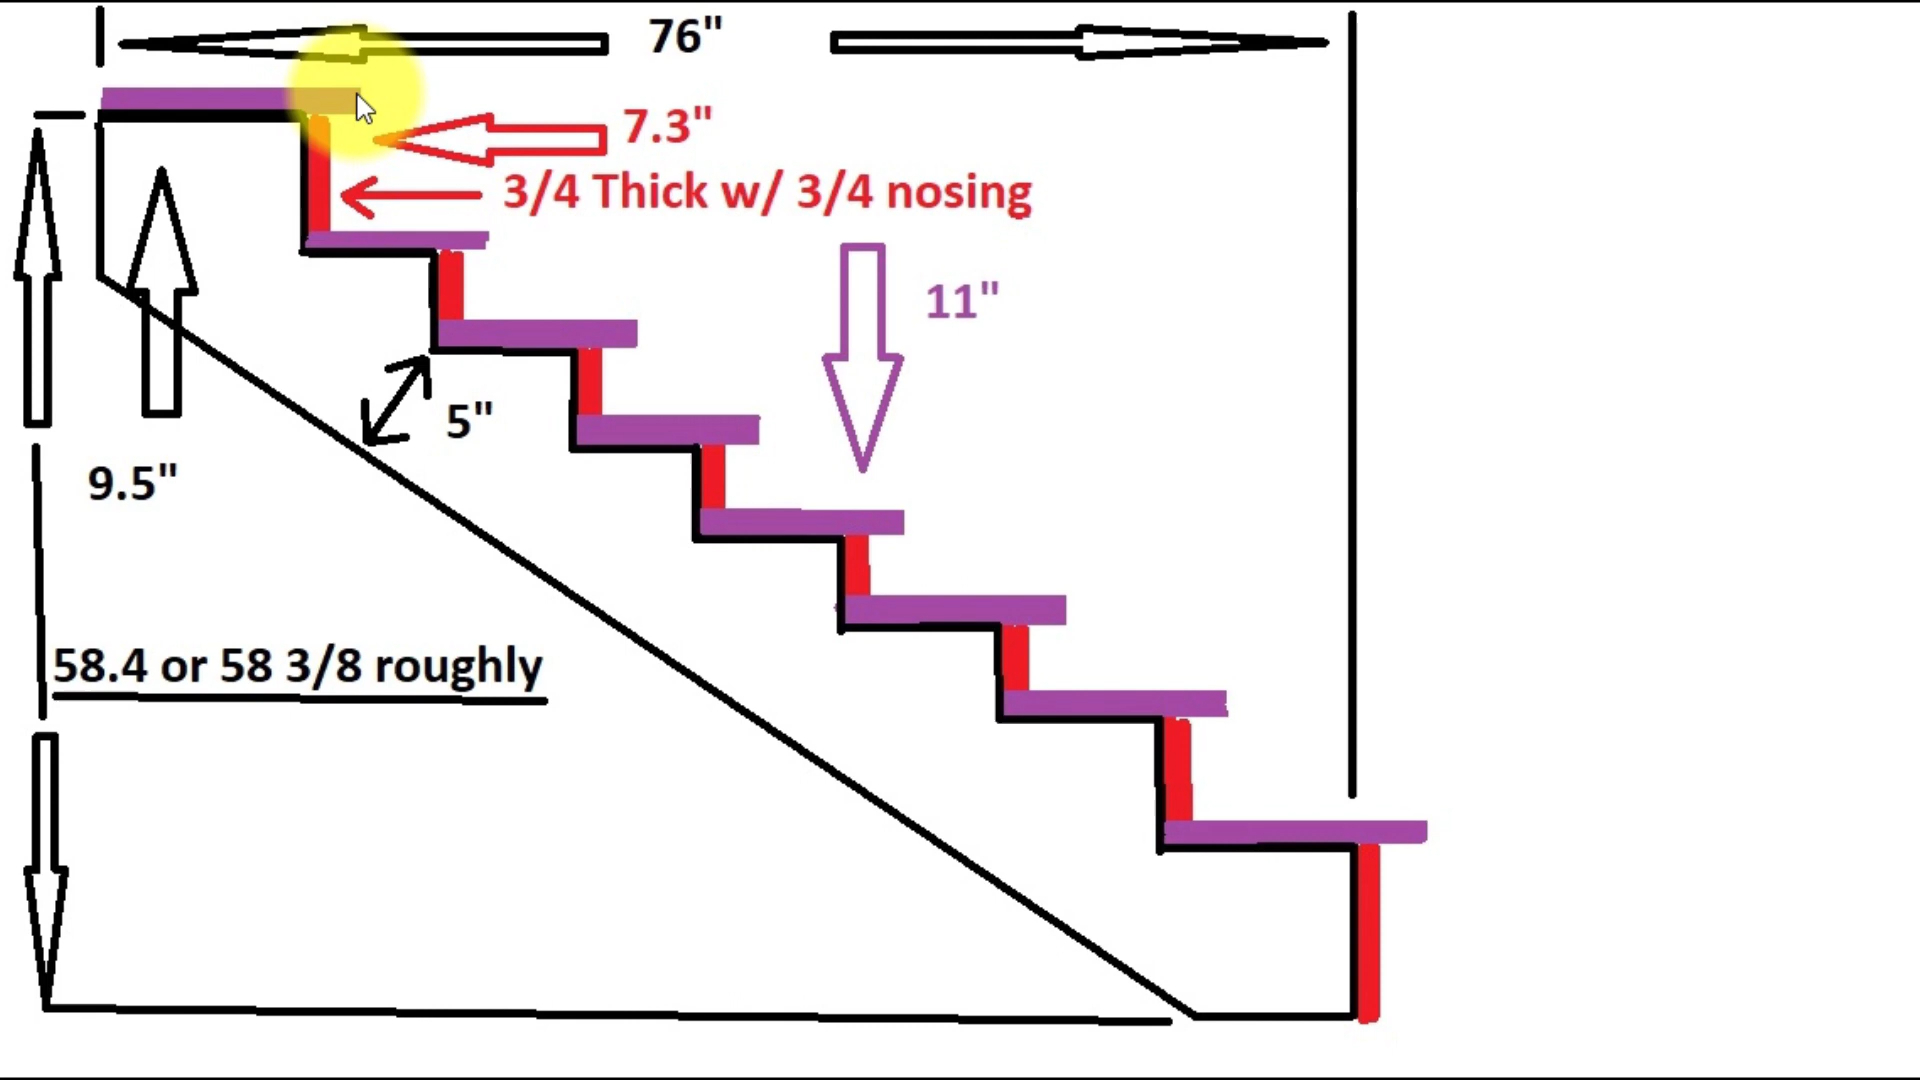 76"
7.3"
3/4 Thick w/ 3/4 nosing
11"
5"
9.5"
58.4 or 58 3/8 roughly